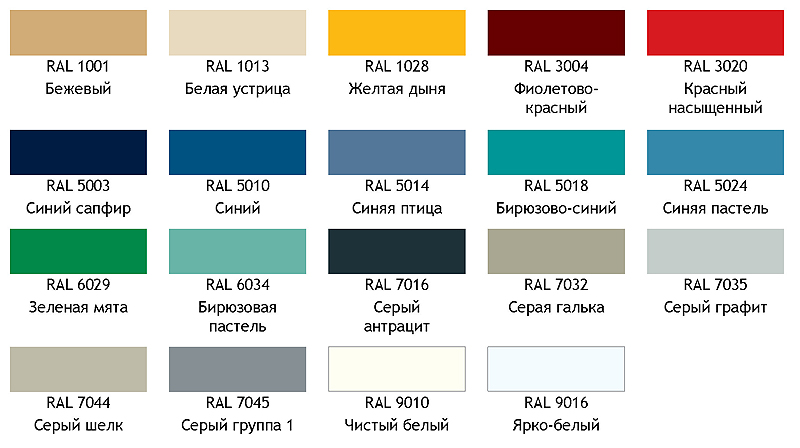 RAL 1001 RAL 1013 RAL 1028 RAL 3004 RAL 3020
Бежевый Белая устрица Желтая дыня Фиолетово- Красный
красный насыщенный
RAL 5003 RAL 5010 RAL 5014 RAL 5018 RAL 5024
Синий сапфир Синий Синяя птица Бирюзово-синий Синяя пастель
RAL 6029 RAL 6034 RAL 7016 RAL 7032 RAL 7035
Зеленая мята Бирюзовая Серый Серая галька Серый графит
пастель антрацит
RAL 7044 RAL 7045 RAL 9010 RAL 9016
Серый шелк Серый группа 1 Чистый белый Ярко-белый